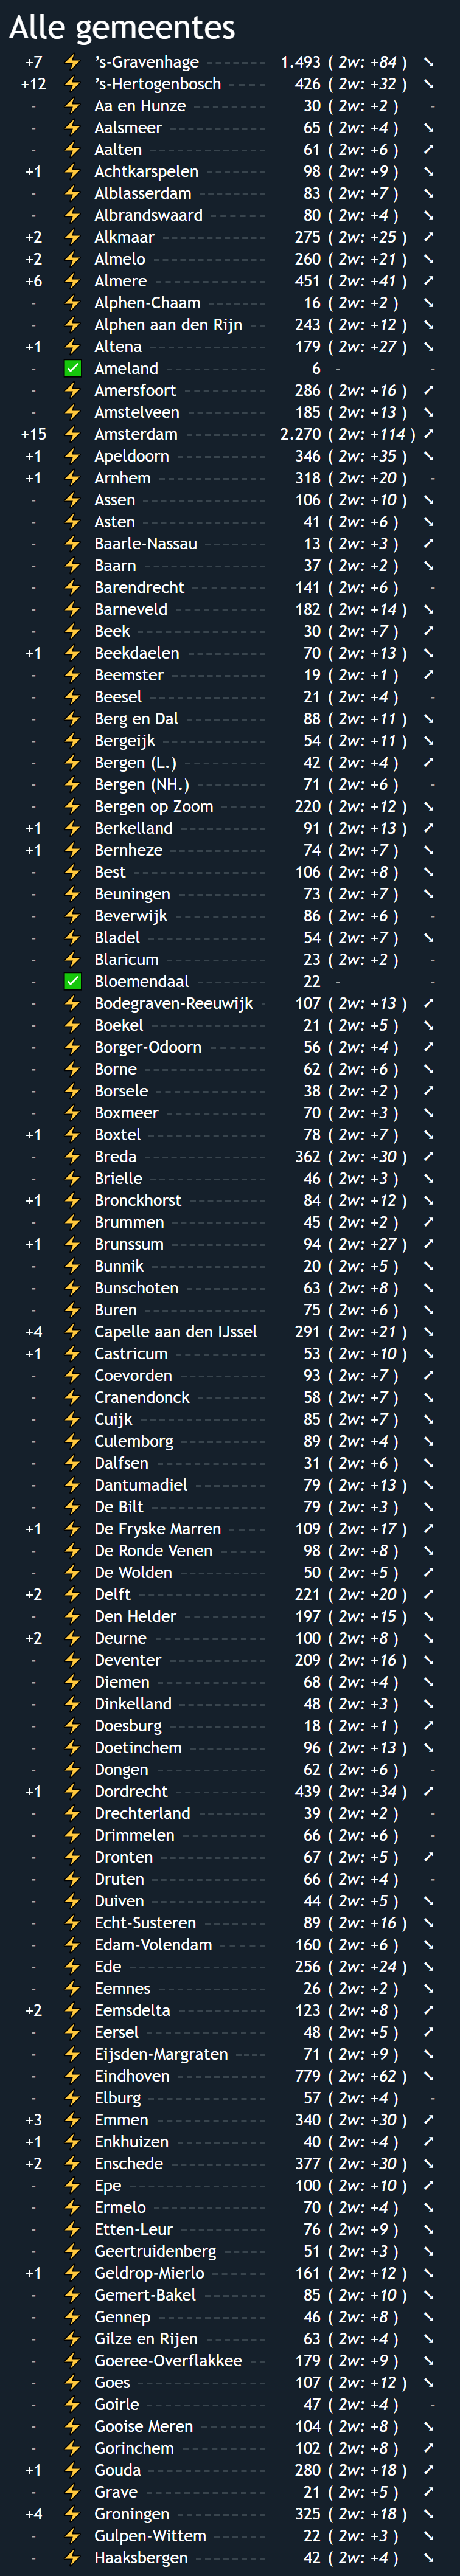 Alle gemeentes
+7 ’s-Gravenhage 1.493 ( 2w: +84 )
+12 ’s-Hertogenbosch 426 ( 2w: +32 )
- Aa en Hunze 30 ( 2w: +2 ) -
- Aalsmeer 65 ( 2w: +4 )
- Aalten 61 ( 2w: +6 )
+1 Achtkarspelen 98 ( 2w: +9 )
- Alblasserdam 83 ( 2w: +7 )
- Albrandswaard 80 ( 2w: +4 )
+2 Alkmaar 275 ( 2w: +25 )
+2 Almelo 260 ( 2w: +21 )
+6 Almere 451 ( 2w: +41 )
- Alphen-Chaam 16 ( 2w: +2 )
- Alphen aan den Rijn 243 ( 2w: +12 )
+1 Altena 179 ( 2w: +27 )
- Ameland 6 - -
- Amersfoort 286 ( 2w: +16 )
- Amstelveen 185 ( 2w: +13 )
+15 Amsterdam 2.270 ( 2w: +114 )
+1 Apeldoorn 346 ( 2w: +35 )
+1 Arnhem 318 ( 2w: +20 ) -
- Assen 106 ( 2w: +10 )
- Asten 41 ( 2w: +6 )
- Baarle-Nassau 13 ( 2w: +3 )
- Baarn 37 ( 2w: +2 )
- Barendrecht 141 ( 2w: +6 ) -
- Barneveld 182 ( 2w: +14 )
- Beek 30 ( 2w: +7 )
+1 Beekdaelen 70 ( 2w: +13 )
- Beemster 19 ( 2w: +1 )
- Beesel 21 ( 2w: +4 ) -
- Berg en Dal 88 ( 2w: +11 )
- Bergeijk 54 ( 2w: +11 )
- Bergen (L.) 42 ( 2w: +4 )
- Bergen (NH.) 71 ( 2w: +6 ) -
- Bergen op Zoom 220 ( 2w: +12 )
+1 Berkelland 91 ( 2w: +13 )
+1 Bernheze 74 ( 2w: +7 )
- Best 106 ( 2w: +8 )
- Beuningen 73 ( 2w: +7 )
- Beverwijk 86 ( 2w: +6 ) -
- Bladel 54 ( 2w: +7 )
- Blaricum 23 ( 2w: +2 ) -
- Bloemendaal 22 - -
- Bodegraven-Reeuwijk 107 ( 2w: +13 )
- Boekel 21 ( 2w: +5 )
- Borger-Odoorn 56 ( 2w: +4 )
- Borne 62 ( 2w: +6 )
- Borsele 38 ( 2w: +2 )
- Boxmeer 70 ( 2w: +3 )
+1 Boxtel 78 ( 2w: +7 )
- Breda 362 ( 2w: +30 )
- Brielle 46 ( 2w: +3 )
+1 Bronckhorst 84 ( 2w: +12 )
- Brummen 45 ( 2w: +2 )
+1 Brunssum 94 ( 2w: +27 )
- Bunnik 20 ( 2w: +5 )
- Bunschoten 63 ( 2w: +8 )
- Buren 75 ( 2w: +6 )
+4 Capelle aan den IJssel 291 ( 2w: +21 )
+1 Castricum 53 ( 2w: +10 )
- Coevorden 93 ( 2w: +7 )
- Cranendonck 58 ( 2w: +7 )
- Cuijk 85 ( 2w: +7 )
- Culemborg 89 ( 2w: +4 )
- Dalfsen 31 ( 2w: +6 )
- Dantumadiel 79 ( 2w: +13 )
- De Bilt 79 ( 2w: +3 )
+1 De Fryske Marren 109 ( 2w: +17 )
- De Ronde Venen 98 ( 2w: +8 )
- De Wolden 50 ( 2w: +5 )
+2 Delft 221 ( 2w: +20 )
- Den Helder 197 ( 2w: +15 )
+2 Deurne 100 ( 2w: +8 )
- Deventer 209 ( 2w: +16 )
- Diemen 68 ( 2w: +4 )
- Dinkelland 48 ( 2w: +3 )
- Doesburg 18 ( 2w: +1 )
- Doetinchem 96 ( 2w: +13 )
- Dongen 62 ( 2w: +6 ) -
+1 Dordrecht 439 ( 2w: +34 )
- Drechterland 39 ( 2w: +2 ) -
- Drimmelen 66 ( 2w: +6 ) -
- Dronten 67 ( 2w: +5 )
- Druten 66 ( 2w: +4 ) -
- Duiven 44 ( 2w: +5 )
- Echt-Susteren 89 ( 2w: +16 )
- Edam-Volendam 160 ( 2w: +6 )
- Ede 256 ( 2w: +24 )
- Eemnes 26 ( 2w: +2 )
+2 Eemsdelta 123 ( 2w: +8 )
- Eersel 48 ( 2w: +5 )
- Eijsden-Margraten 71 ( 2w: +9 )
- Eindhoven 779 ( 2w: +62 )
- Elburg 57 ( 2w: +4 ) -
+3 Emmen 340 ( 2w: +30 )
+1 Enkhuizen 40 ( 2w: +4 )
+2 Enschede 377 ( 2w: +30 )
- Epe 100 ( 2w: +10 )
- Ermelo 70 ( 2w: +4 )
- Etten-Leur 76 ( 2w: +9 )
- Geertruidenberg 51 ( 2w: +3 )
+1 Geldrop-Mierlo 161 ( 2w: +12 )
- Gemert-Bakel 85 ( 2w: +10 )
- Gennep 46 ( 2w: +8 )
- Gilze en Rijen 63 ( 2w: +4 )
- Goeree-Overflakkee 179 ( 2w: +9 )
- Goes 107 ( 2w: +12 )
- Goirle 47 ( 2w: +4 ) -
- Gooise Meren 104 ( 2w: +8 )
- Gorinchem 102 ( 2w: +8 )
+1 Gouda 280 ( 2w: +18 )
- Grave 21 ( 2w: +5 )
+4 Groningen 325 ( 2w: +18 )
- Gulpen-Wittem 22 ( 2w: +3 )
- Haaksbergen 42 ( 2w: +4 )